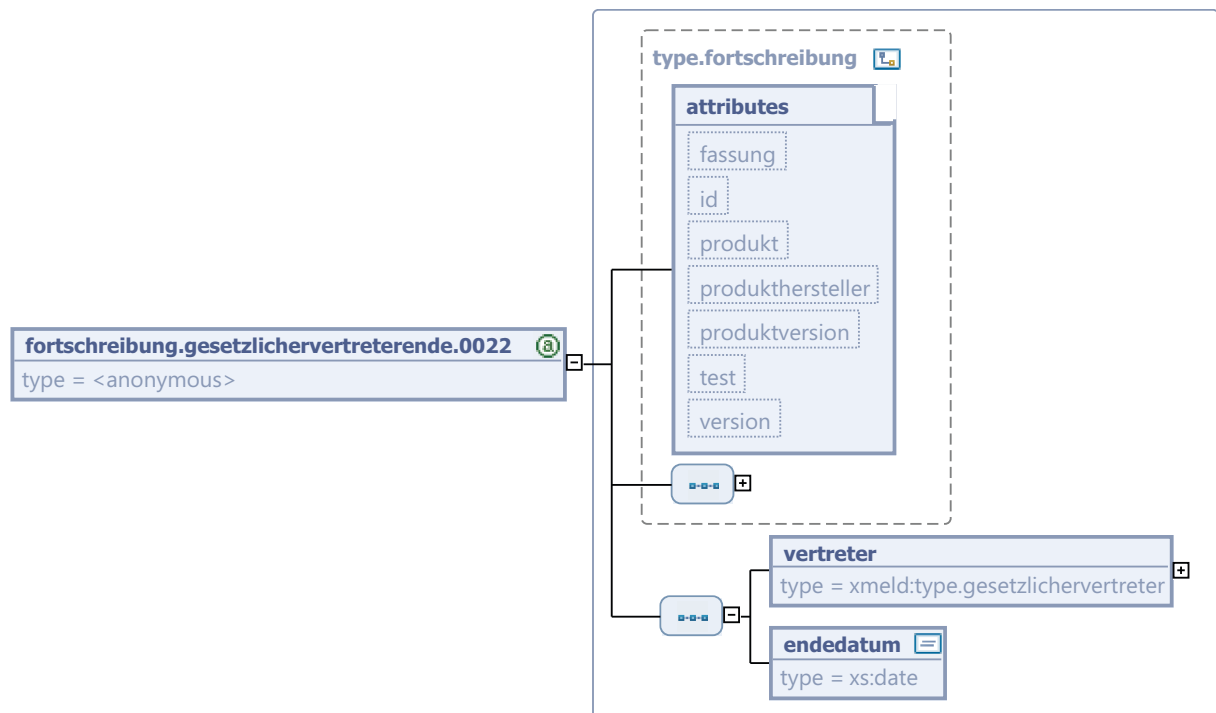 type.fortschreibung
attributes
fassung
id
produkt
produkthersteller
produktversion
test
version
fortschreibung.gesetzlichervertreterende.0022
type = <anonymous>
vertreter
type = xmeld:type.gesetzlichervertreter
endedatum
type = xs:date